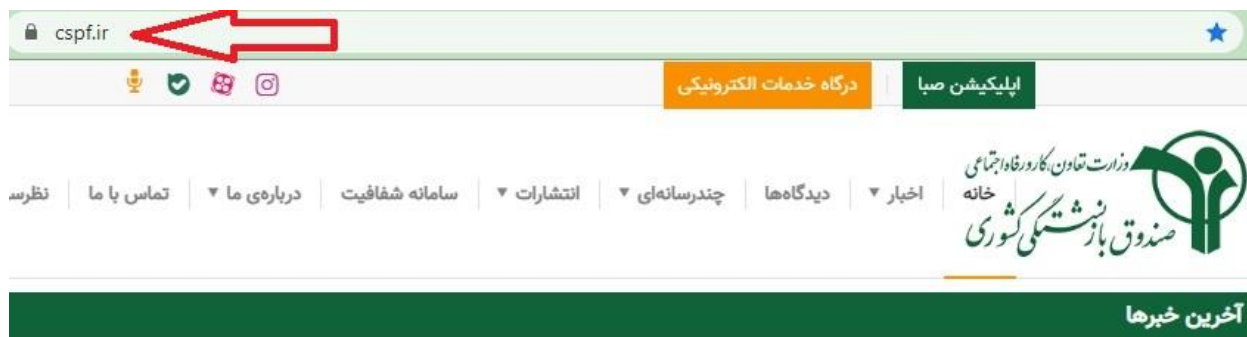 cspf.ir
اپلیکیشن صبا
درگاه خدمات الکترونیکی
وزارت تعاون، کار و رفاه اجتماعی
صندوق بازنشستگی کشوری
خانه
اخبار
دیدگاه‌ها
چندرسانه‌ای
انتشارات
سامانه شفافیت
درباره‌ی ما
تماس با ما
نظرس
آخرین خبرها